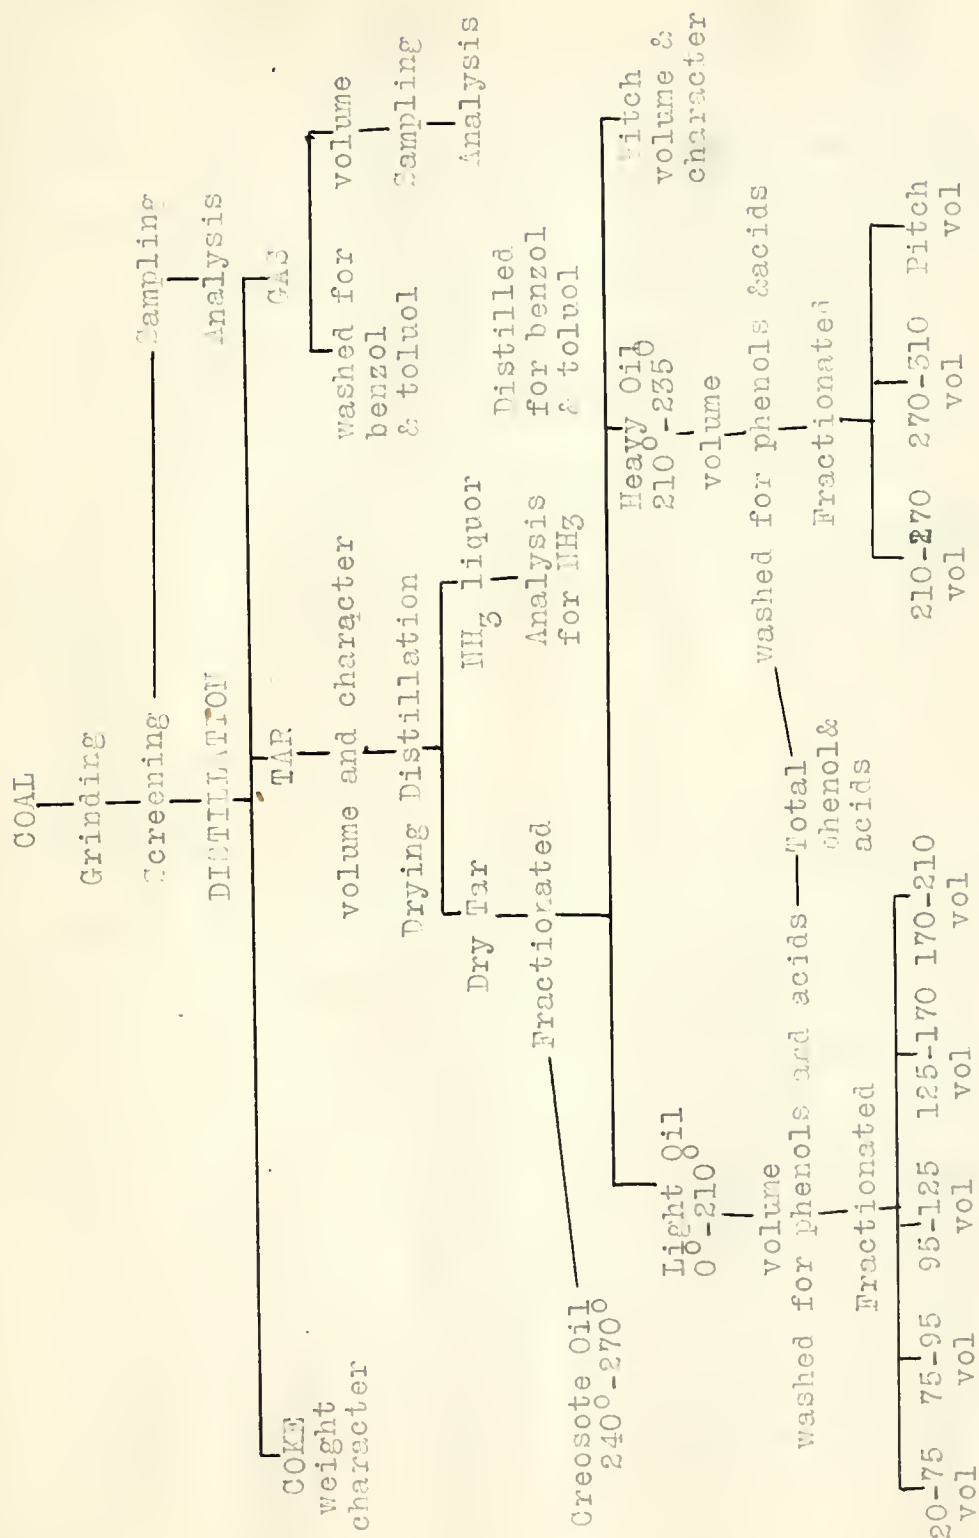 COAL
Grinding
Screening
Sampling
Analysis
DISTILLATION
COKE
weight
character
TAR
volume and character
Drying Distillation
Dry Tar
NH3 liquor
Analysis
for NH3
GAS
washed for
benzol
& toluol
Distilled
for benzol
& toluol
volume
Sampling
Analysis
Fractionated
Creosote Oil
240°-270°
Light Oil
0°-210°
volume
washed for phenols and acids
Fractionated
20-75 75-95 95-125 125-170 170-210
vol vol vol vol vol
Total
phenol&
acids
Heavy Oil
210°-235°
volume
washed for phenols &acids
Fractionated
210-270 270-310 Pitch
vol vol vol
Pitch
volume &
character